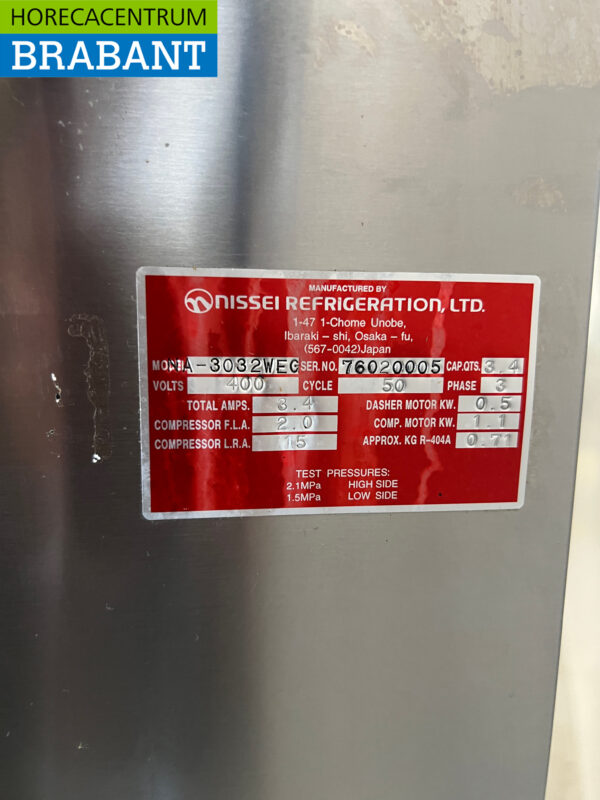 HORECACENTRUM
BRABANT
MANUFACTURED BY
NISSEI REFRIGERATION, LTD.
1-47 1-Chome Unobe,
Ibaraki - shi, Osaka - fu,
(567-0042)Japan
MODEL NA-3032WEG SER.NO. 76020005 CAP.QTS. 3.4
VOLTS 400 CYCLE 50 PHASE 3
TOTAL AMPS. 3.4 DASHER MOTOR KW. 0.5
COMPRESSOR F.L.A. 2.0 COMP. MOTOR KW. 1.1
COMPRESSOR L.R.A. 15 APPROX. KG R-404A 0.71
TEST PRESSURES:
2.1MPa HIGH SIDE
1.5MPa LOW SIDE